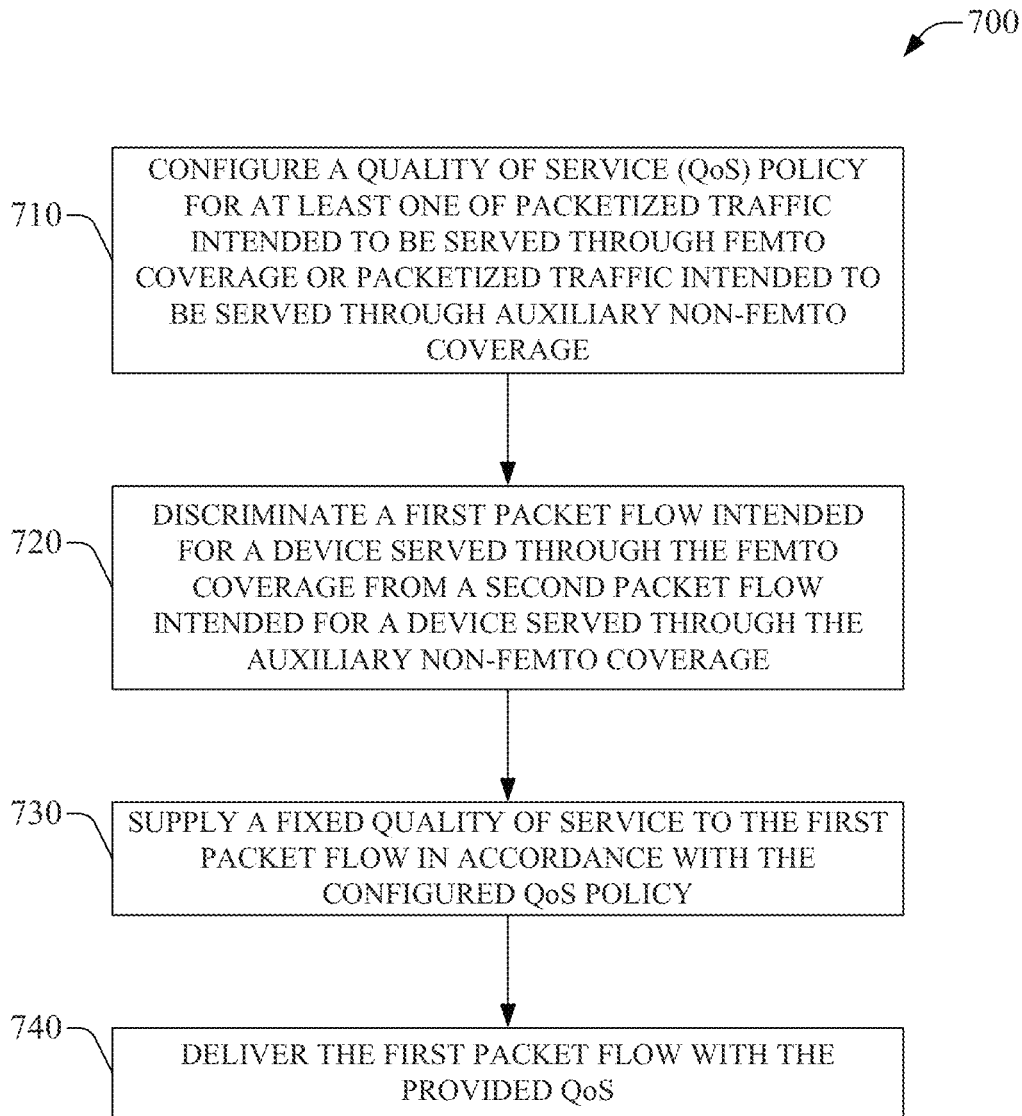 700
710
CONFIGURE A QUALITY OF SERVICE (QoS) POLICY
FOR AT LEAST ONE OF PACKETIZED TRAFFIC
INTENDED TO BE SERVED THROUGH FEMTO
COVERAGE OR PACKETIZED TRAFFIC INTENDED TO
BE SERVED THROUGH AUXILIARY NON-FEMTO
COVERAGE
720
DISCRIMINATE A FIRST PACKET FLOW INTENDED
FOR A DEVICE SERVED THROUGH THE FEMTO
COVERAGE FROM A SECOND PACKET FLOW
INTENDED FOR A DEVICE SERVED THROUGH THE
AUXILIARY NON-FEMTO COVERAGE
730
SUPPLY A FIXED QUALITY OF SERVICE TO THE FIRST
PACKET FLOW IN ACCORDANCE WITH THE
CONFIGURED QoS POLICY
740
DELIVER THE FIRST PACKET FLOW WITH THE
PROVIDED QoS